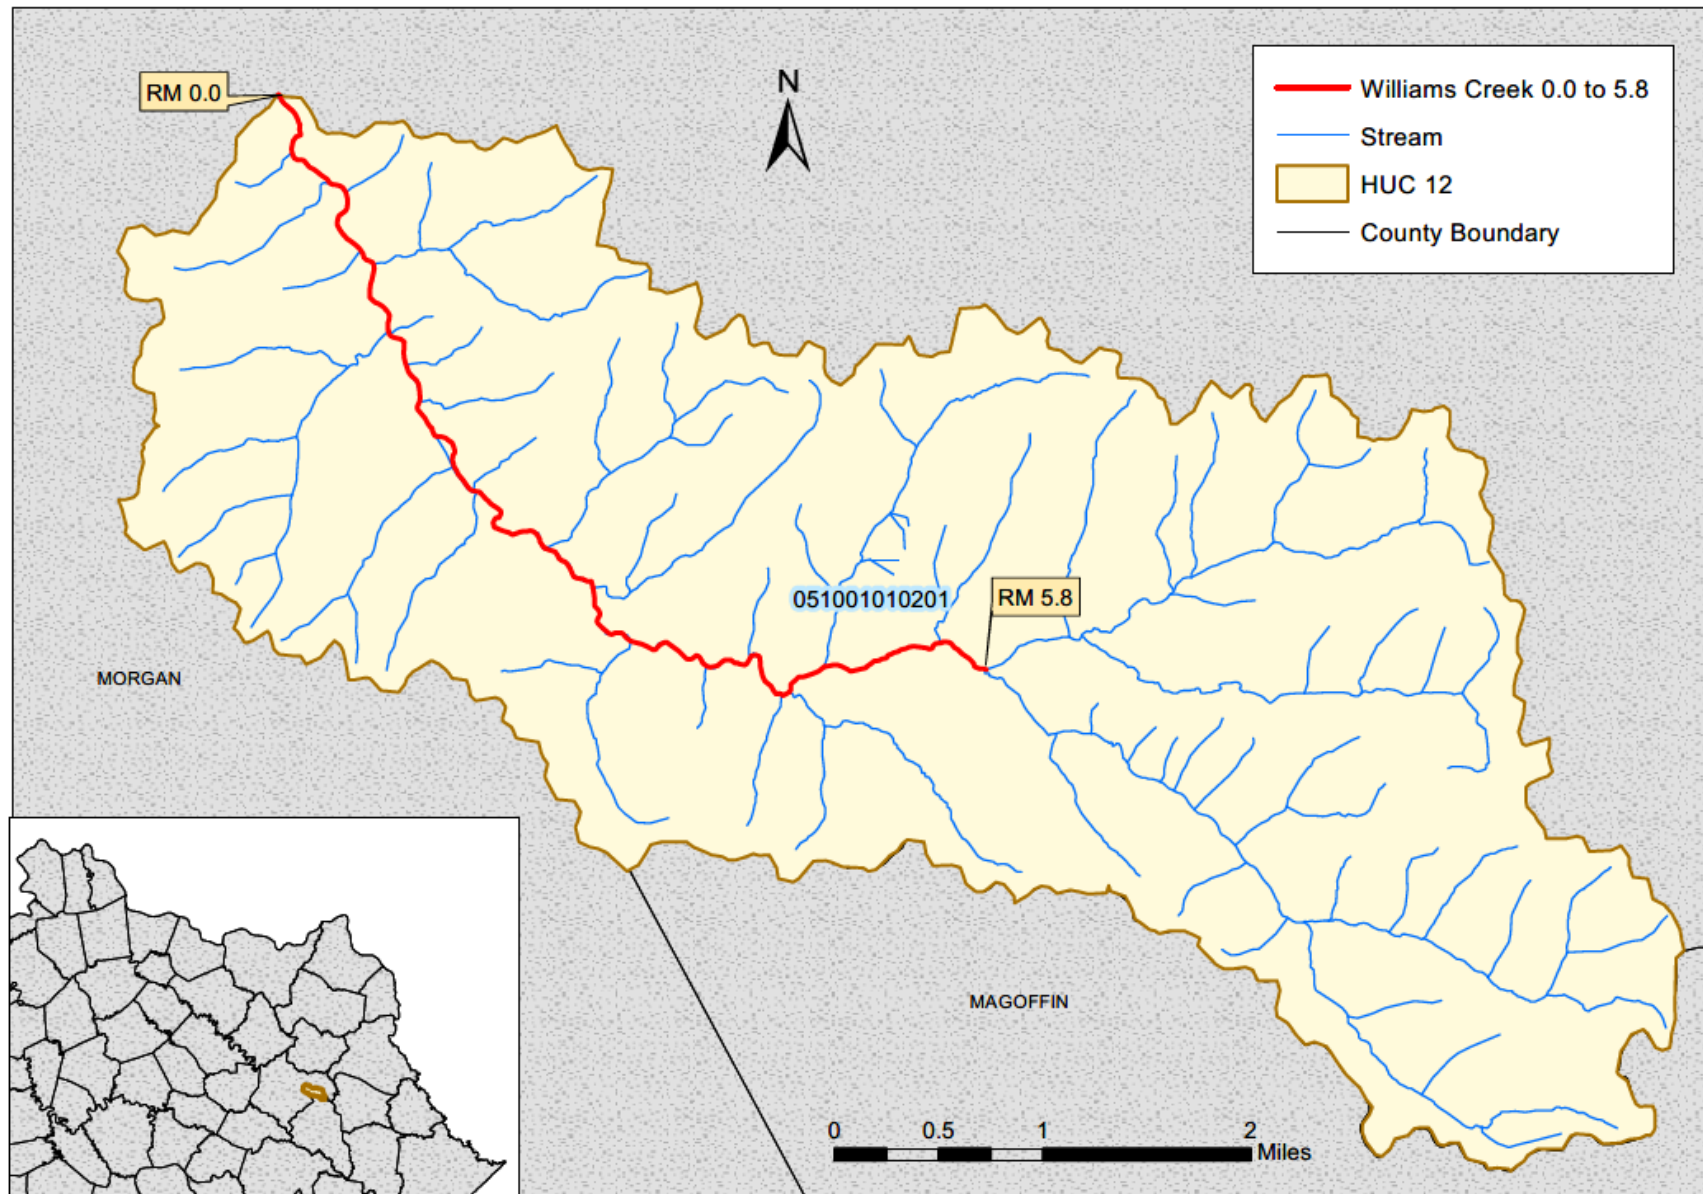 RM 0.0
N
Williams Creek 0.0 to 5.8
Stream
HUC 12
County Boundary
051001010201
RM 5.8
MORGAN
MAGOFFIN
0 0.5 1 2
Miles